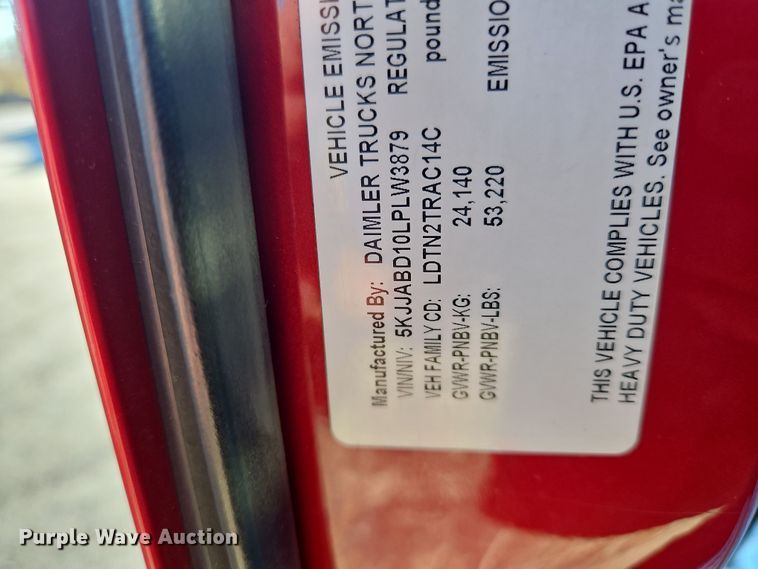 VEHICLE EMISSI
Manufactured By: DAIMLER TRUCKS NORT
VIN/NIV: 5KJJABD10LPLW3879 REGULAT
VEH FAMILY CD: LDTN2TRAC14C pound
GVWR-PNBV-KG: 24,140
GVWR-PNBV-LBS: 53,220 EMISSIO
THIS VEHICLE COMPLIES WITH U.S. EPA A
HEAVY DUTY VEHICLES. See owner's ma
Purple Wave Auction